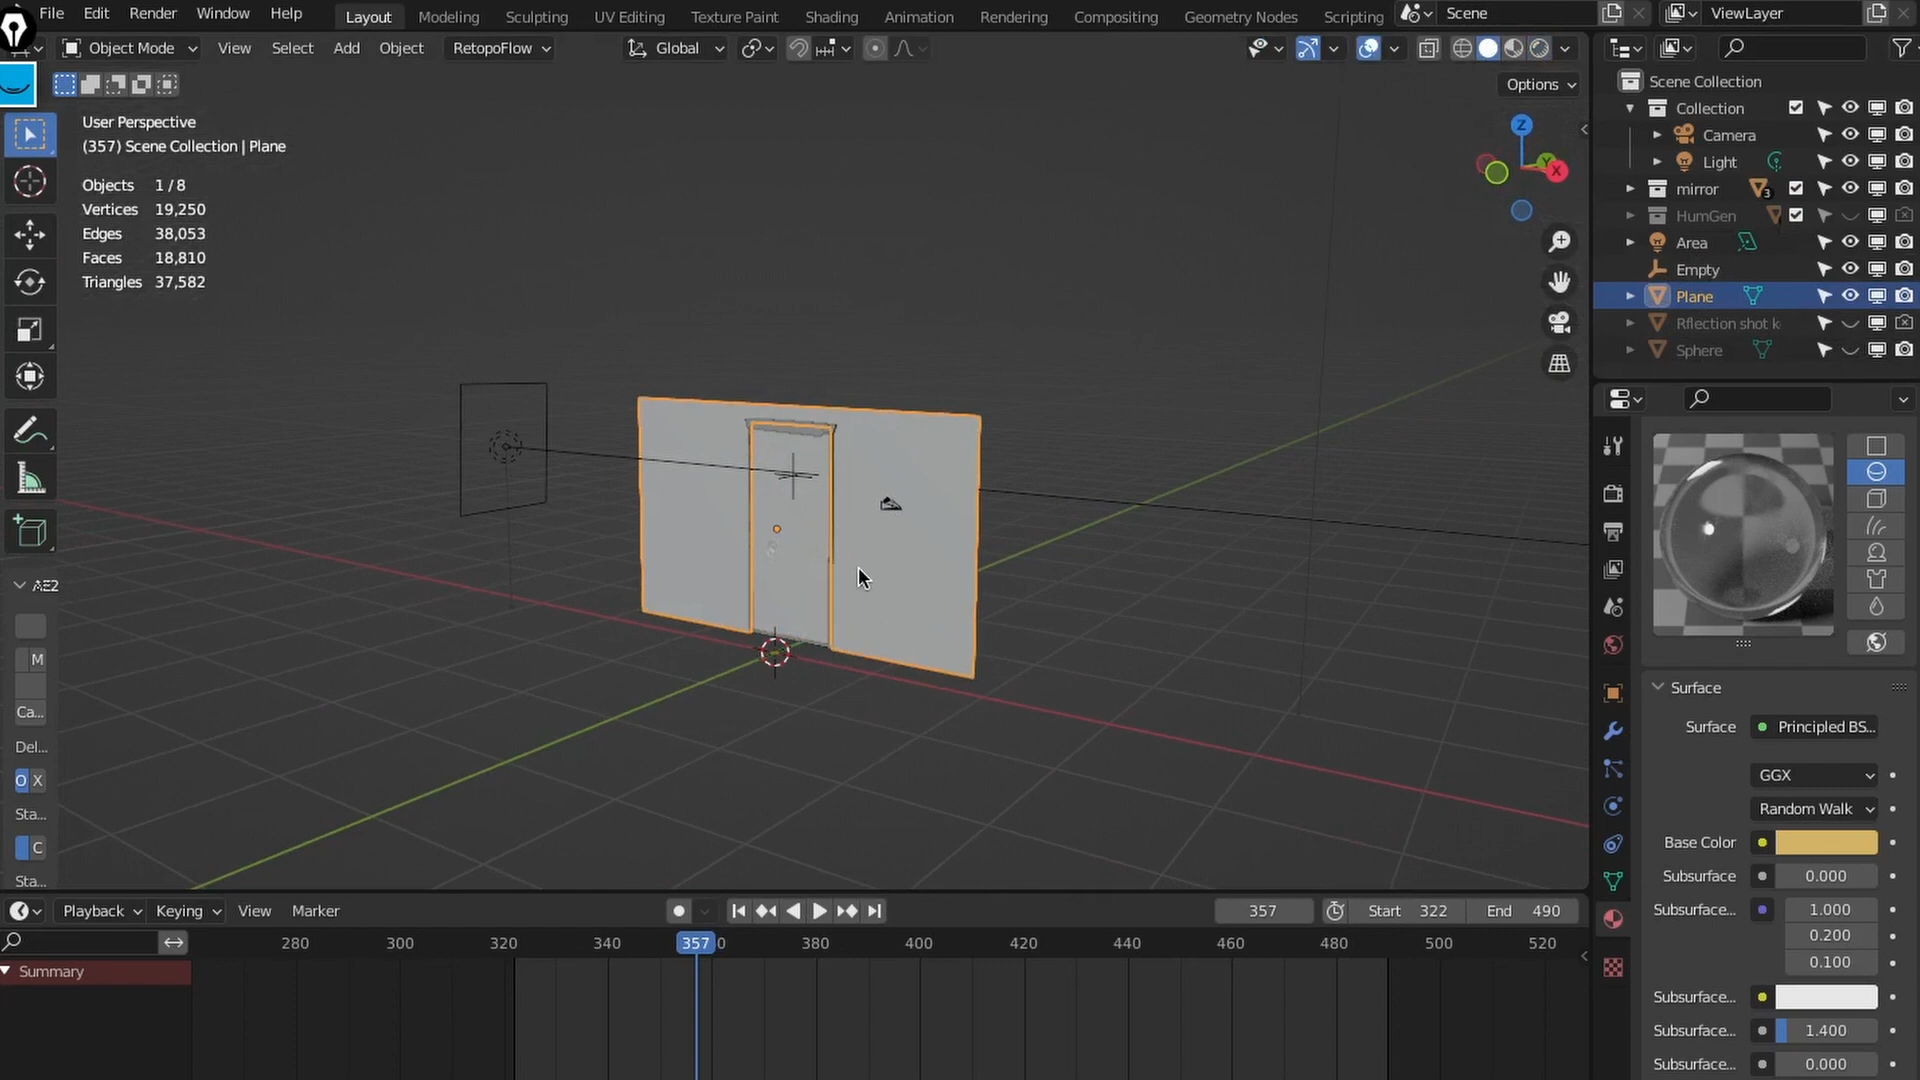 File Edit Render Window Help Layout Modeling Sculpting UV Editing Texture Paint Shading Animation Rendering Compositing Geometry Nodes Scripting Scene ViewLayer
Object Mode View Select Add Object RetopoFlow Global
Options
User Perspective
(357) Scene Collection | Plane
Objects 1 / 8
Vertices 19,250
Edges 38,053
Faces 18,810
Triangles 37,582
Z
Y
X
AE2
M
Ca...
Del...
O X
Sta...
C
Sta...
Scene Collection
Collection
Camera
Light
mirror 3
HumGen
Area
Empty
Plane
Rflection shot k
Sphere
Surface
Surface Principled BS...
GGX
Random Walk
Base Color
Subsurface 0.000
Subsurface... 1.000
0.200
0.100
Subsurface...
Subsurface... 1.400
Subsurface... 0.000
Playback Keying View Marker 357 Start 322 End 490
280 300 320 340 357 0 380 400 420 440 460 480 500 520
Summary